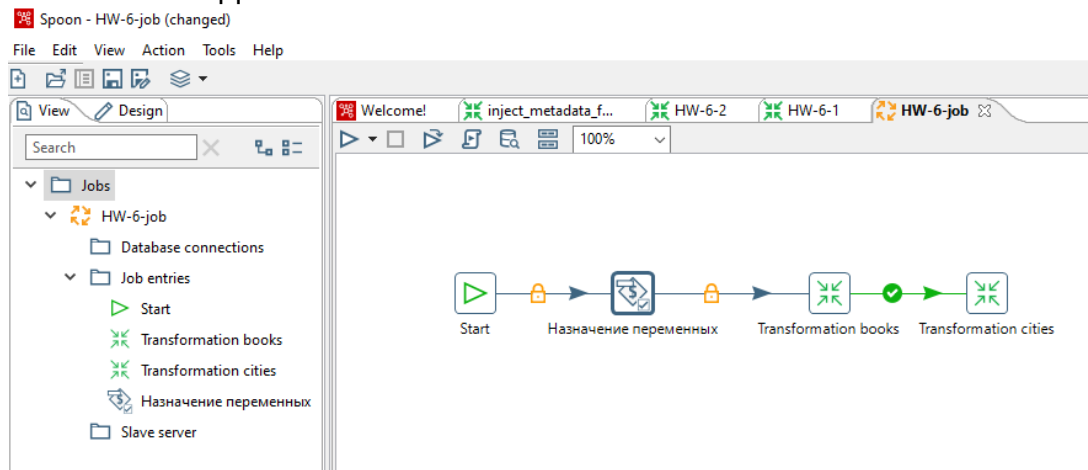 Spoon - HW-6-job (changed)
File Edit View Action Tools Help
View Design
Welcome! inject_metadata_f... HW-6-2 HW-6-1 HW-6-job
Search
100%
Jobs
HW-6-job
Database connections
Job entries
Start
Transformation books
Transformation cities
Назначение переменных
Slave server
Start Назначение переменных Transformation books Transformation cities